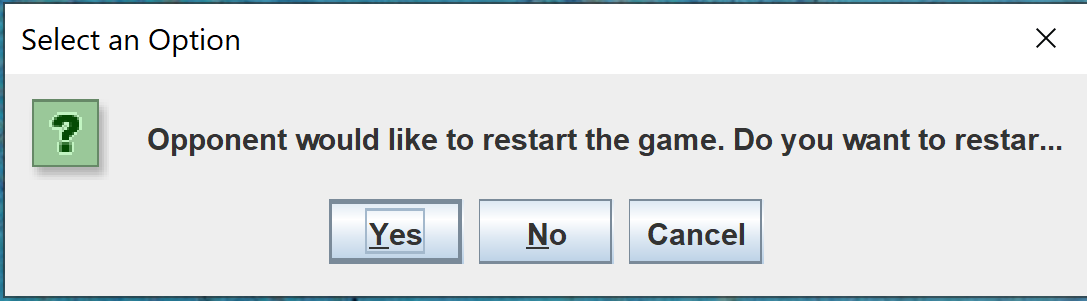 Select an Option
?
Opponent would like to restart the game. Do you want to restar...
Yes
No
Cancel